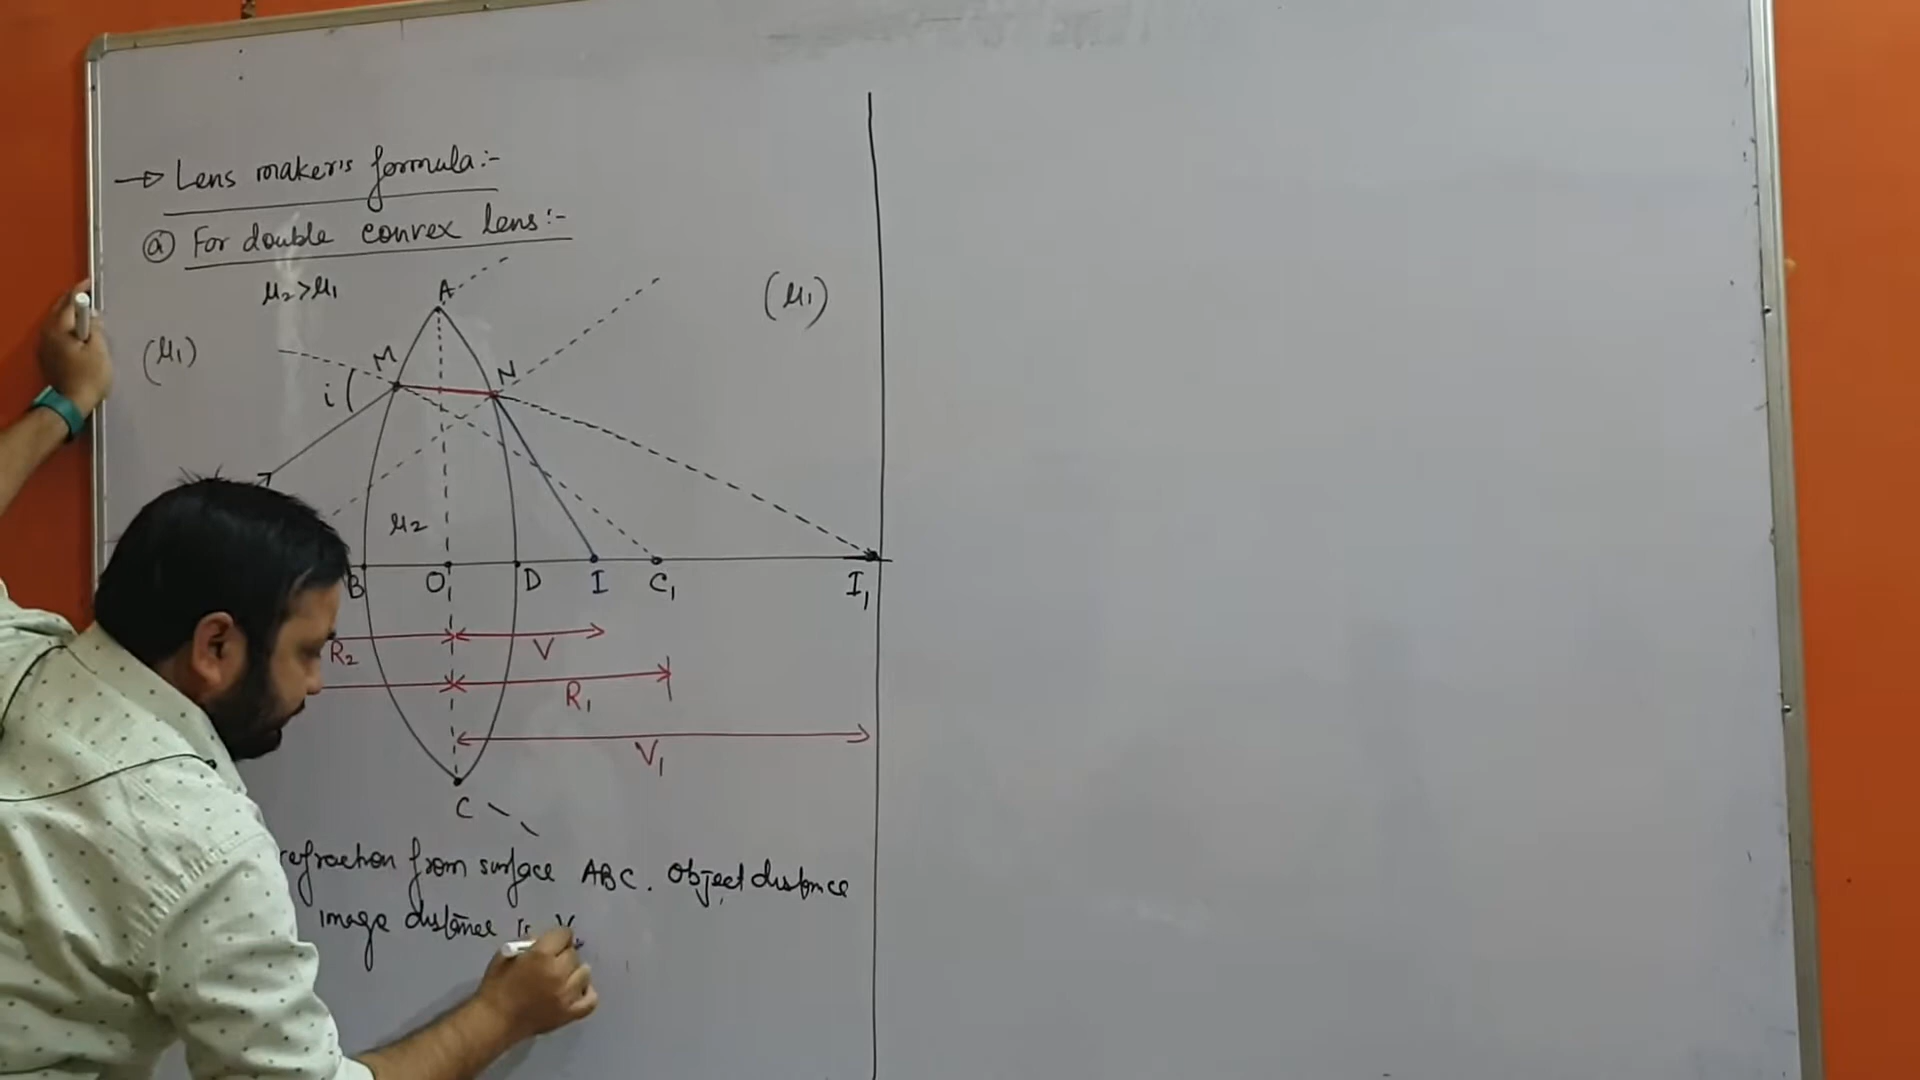 → Lens maker's formula:-
(a) For double convex lens:-
μ₂>μ₁
A
(μ₁)
(μ₁)
M
N
i
μ₂
B O D I C₁ I₁
R₂ V
R₁
V₁
C
refraction from surface ABC. Object distance
image distance is V